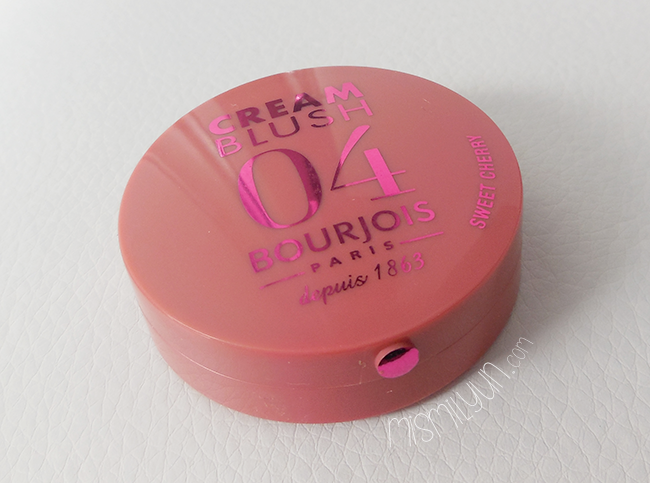 CREAM
BLUSH
04
BOURJOIS
PARIS
depuis 1863
SWEET CHERRY
mismilyun.com